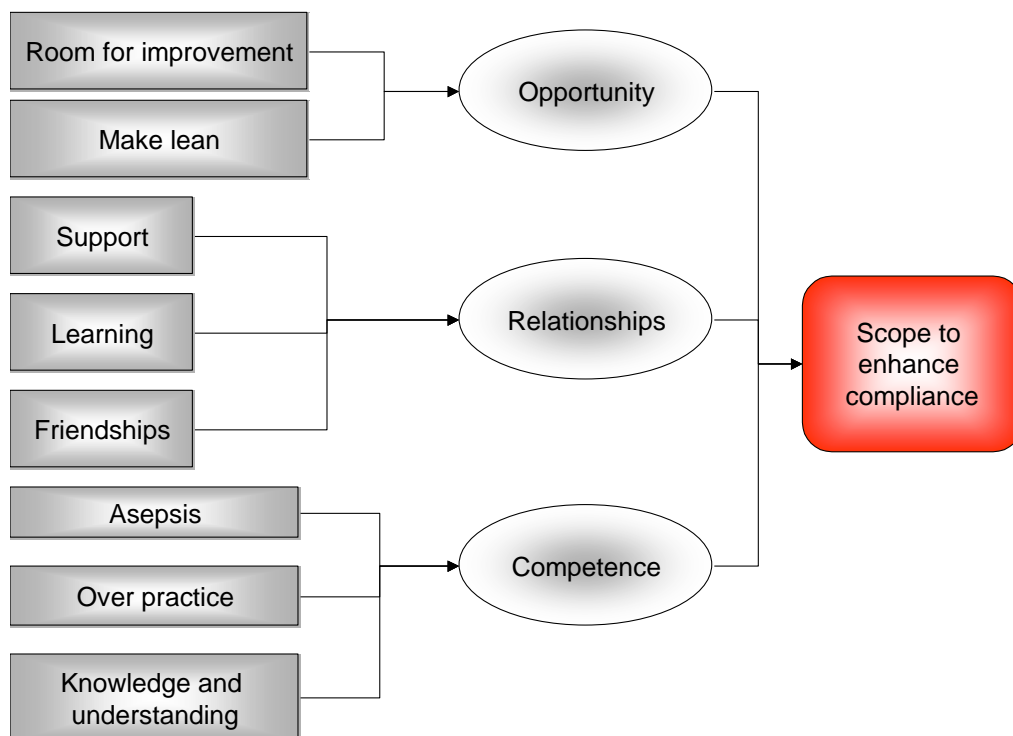 Room for improvement
Make lean
Support
Learning
Friendships
Asepsis
Over practice
Knowledge and
understanding
Opportunity
Relationships
Competence
Scope to
enhance
compliance